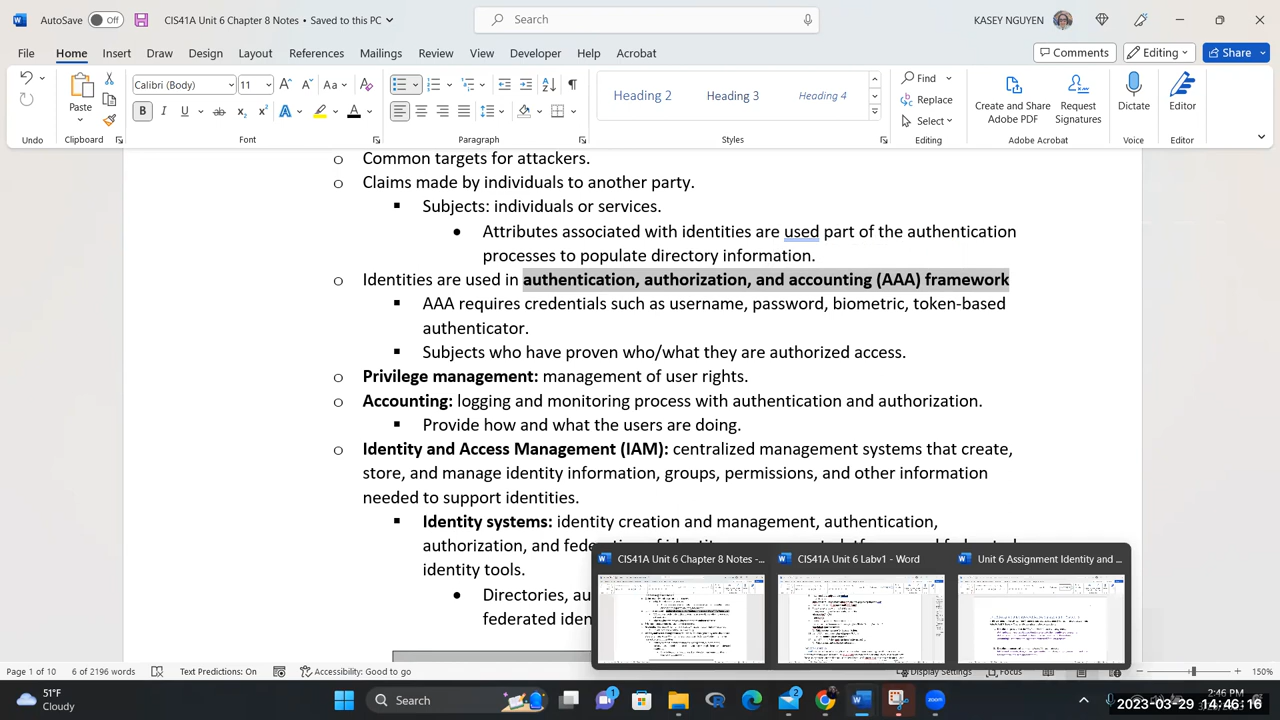 AutoSave Off CIS41A Unit 6 Chapter 8 Notes • Saved to this PC Search KASEY NGUYEN
File Home Insert Draw Design Layout References Mailings Review View Developer Help Acrobat Comments Editing Share
Calibri (Body) 11 Aa Heading 2 Heading 3 Heading 4 Find
Paste Replace Create and Share Adobe PDF Request Signatures Dictate Editor
B I U ab x₂ x² A A Select
Undo Clipboard Font Paragraph Styles Editing Adobe Acrobat Voice Editor
o Common targets for attackers.
o Claims made by individuals to another party.
▪ Subjects: individuals or services.
• Attributes associated with identities are used part of the authentication
processes to populate directory information.
o Identities are used in authentication, authorization, and accounting (AAA) framework
▪ AAA requires credentials such as username, password, biometric, token-based
authenticator.
▪ Subjects who have proven who/what they are authorized access.
o Privilege management: management of user rights.
o Accounting: logging and monitoring process with authentication and authorization.
▪ Provide how and what the users are doing.
o Identity and Access Management (IAM): centralized management systems that create,
store, and manage identity information, groups, permissions, and other information
needed to support identities.
▪ Identity systems: identity creation and management, authentication,
authorization, and
identity tools.
• Directories,
federated
CIS41A Unit 6 Chapter 8 Notes -... CIS41A Unit 6 Labv1 - Word Unit 6 Assignment Identity and ...
Page 1 of 10 6 of 2196 words Text Predictions: On Accessibility: Good to go Display Settings Focus 150%
51°F
Cloudy
Search
1
2
2:46 PM
2023-03-29 14:46:16